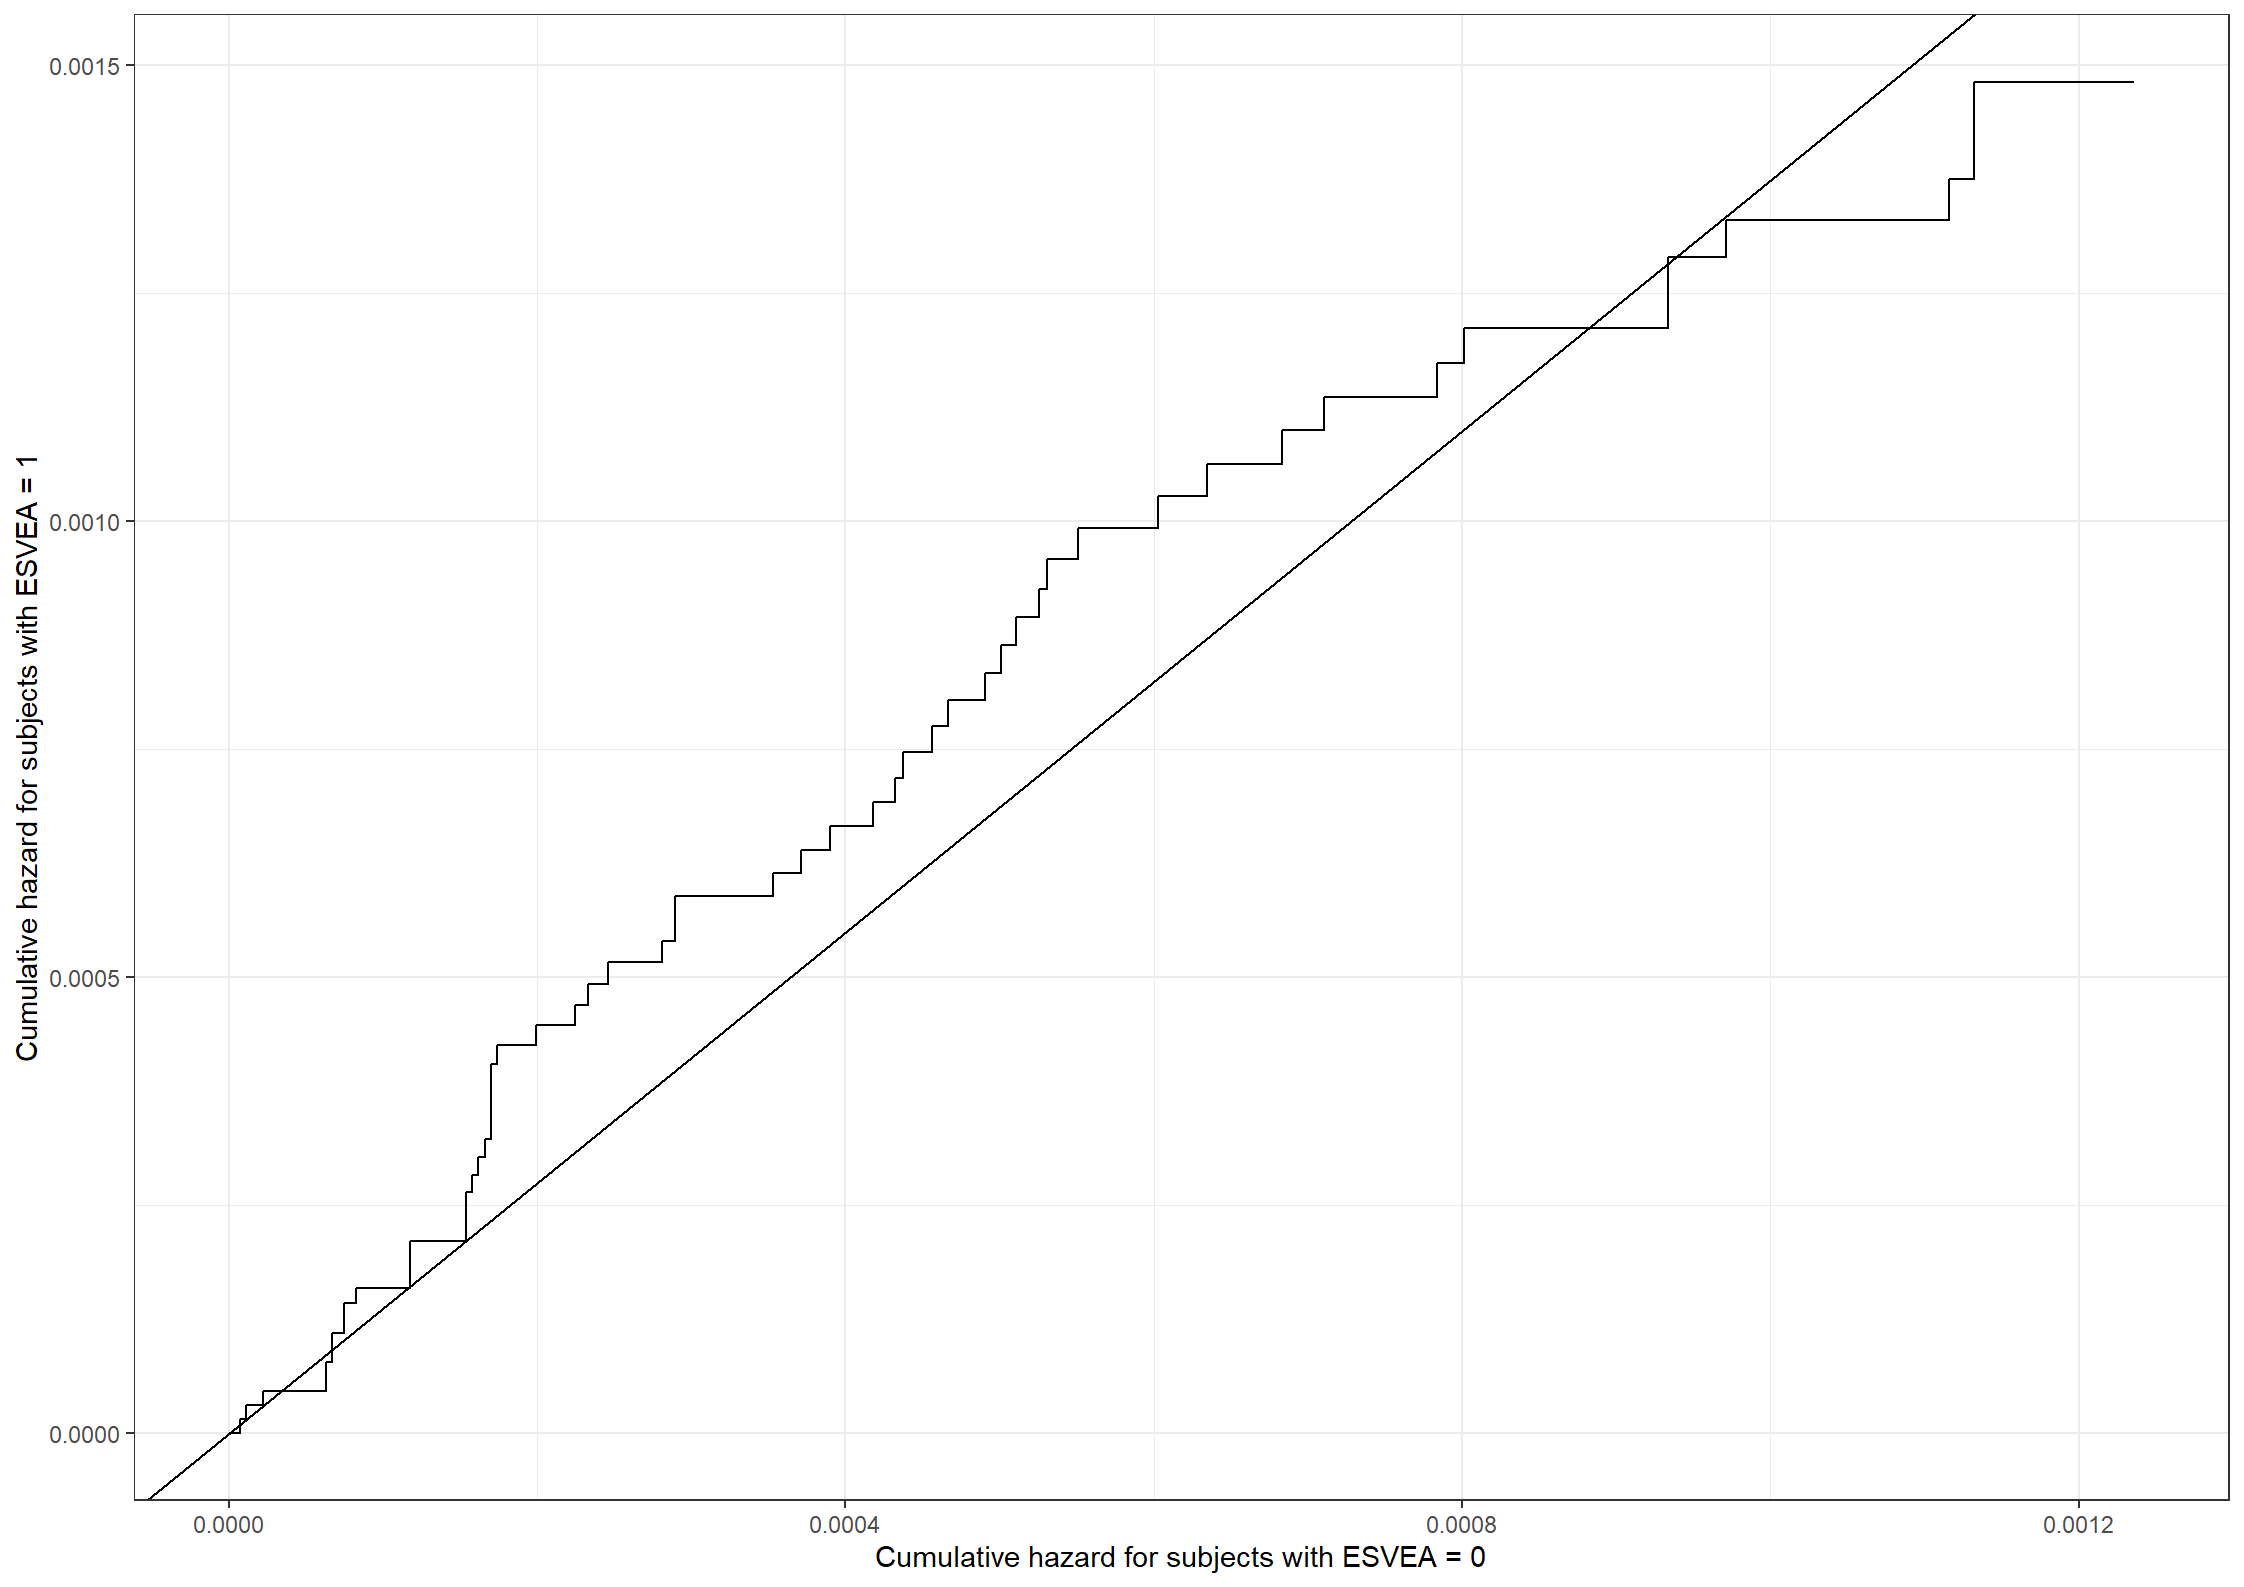 0.0015
0.0010
0.0005
0.0000
Cumulative hazard for subjects with ESVEA = 1
0.0000 0.0004 0.0008 0.0012
Cumulative hazard for subjects with ESVEA = 0